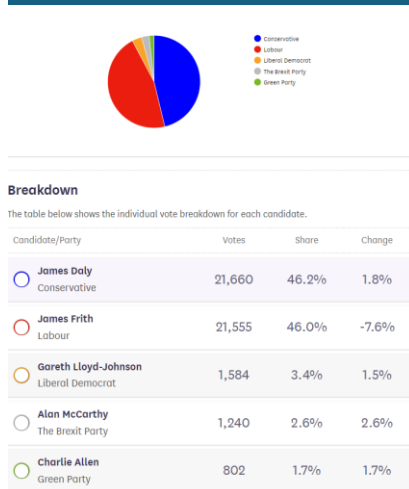 Conservative
Labour
Liberal Democrat
The Brexit Party
Green Party
Breakdown
The table below shows the individual vote breakdown for each candidate.
Candidate/Party Votes Share Change
James Daly
Conservative
21,660 46.2% 1.8%
James Frith
Labour
21,555 46.0% -7.6%
Gareth Lloyd-Johnson
Liberal Democrat
1,584 3.4% 1.5%
Alan McCarthy
The Brexit Party
1,240 2.6% 2.6%
Charlie Allen
Green Party
802 1.7% 1.7%